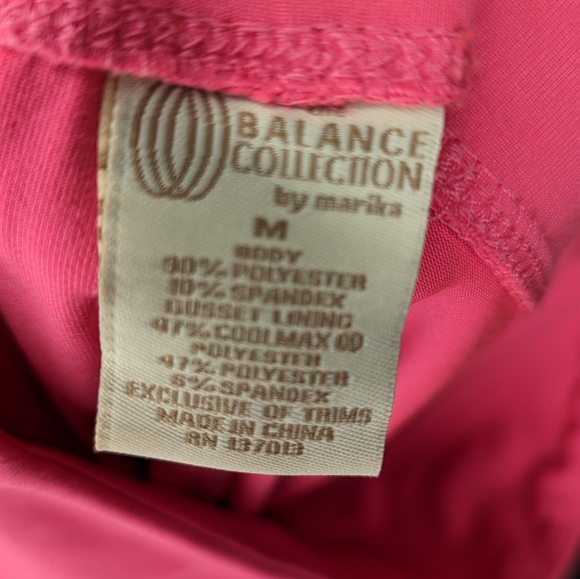 THE
BALANCE
COLLECTION
by marika
M
BODY
90% POLYESTER
10% SPANDEX
GUSSET LINING
47% COOLMAX ®
POLYESTER
47% POLYESTER
6% SPANDEX
EXCLUSIVE OF TRIMS
MADE IN CHINA
RN 137013